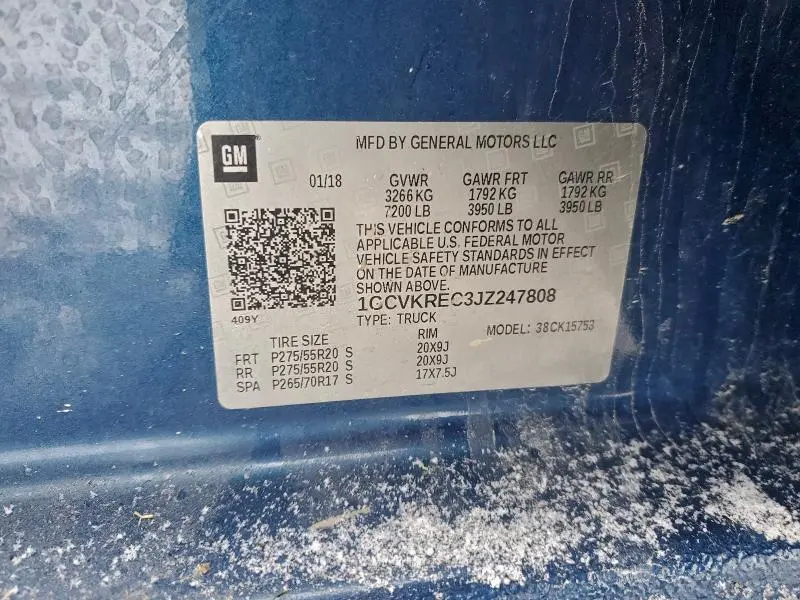 GM
MFD BY GENERAL MOTORS LLC
01/18 GVWR GAWR FRT GAWR RR
3266 KG 1792 KG 1792 KG
7200 LB 3950 LB 3950 LB
THIS VEHICLE CONFORMS TO ALL
APPLICABLE U.S. FEDERAL MOTOR
VEHICLE SAFETY STANDARDS IN EFFECT
ON THE DATE OF MANUFACTURE
SHOWN ABOVE.
1GCVKREC3JZ247808
409Y
TYPE: TRUCK MODEL: 38CK15753
TIRE SIZE RIM
FRT P275/55R20 S 20X9J
RR P275/55R20 S 20X9J
SPA P265/70R17 S 17X7.5J